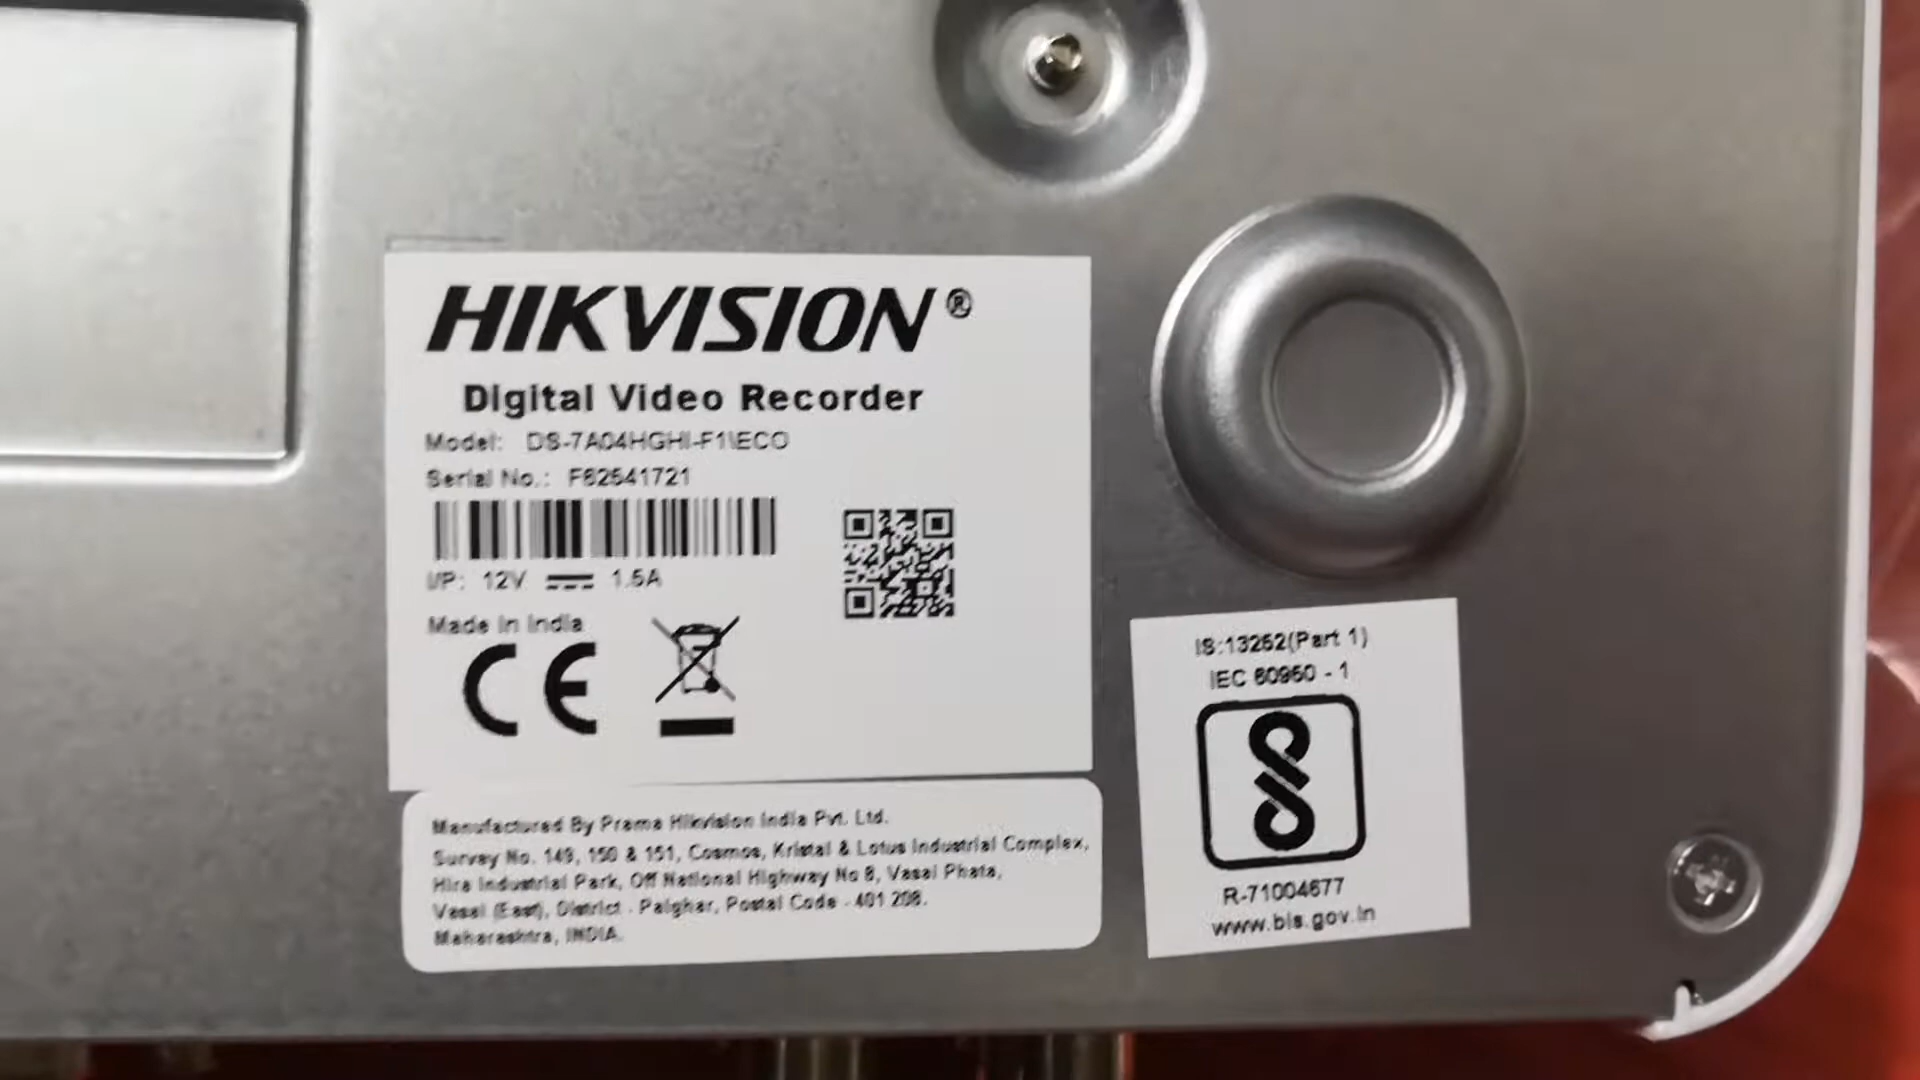 HIKVISION®
Digital Video Recorder
Model: DS-7A04HGHI-F1\ECO
Serial No.: F62541721
I/P: 12V 1.5A
Made in India
CE
Manufactured By Prama Hikvision India Pvt. Ltd.
Survey No. 149, 150 & 151, Cosmos, Kristal & Lotus Industrial Complex,
Hira Industrial Park, Off National Highway No 8, Vasai Phata,
Vasai (East), District - Palghar, Postal Code - 401 208.
Maharashtra, INDIA.
IS:13252(Part 1)
IEC 60950 - 1
R-71004677
www.bis.gov.in